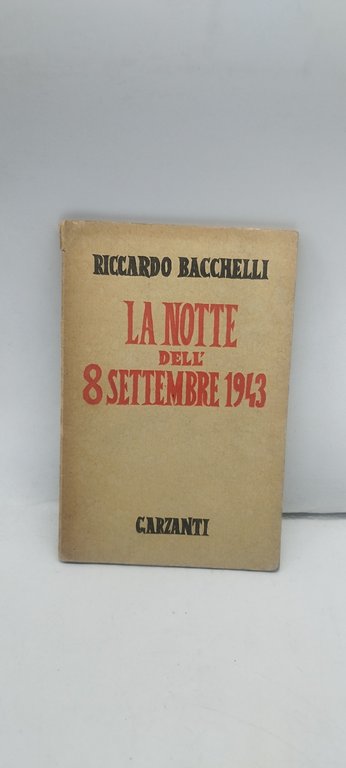 RICCARDO BACCHELLI
LA NOTTE
DELL'
8 SETTEMBRE 1943
GARZANTI